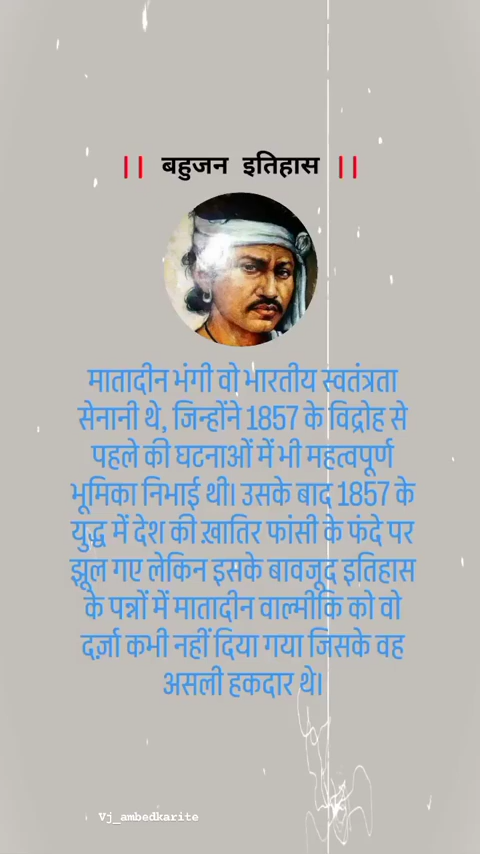 || बहुजन इतिहास ||
मातादीन भंगी वो भारतीय स्वतंत्रता
सेनानी थे, जिन्होंने 1857 के विद्रोह से
पहले की घटनाओं में भी महत्वपूर्ण
भूमिका निभाई थी। उसके बाद 1857 के
युद्ध में देश की ख़ातिर फांसी के फंदे पर
झूल गए लेकिन इसके बावजूद इतिहास
के पन्नों में मातादीन वाल्मीकि को वो
दर्ज़ा कभी नहीं दिया गया जिसके वह
असली हकदार थे।
Vj_ambedkarite